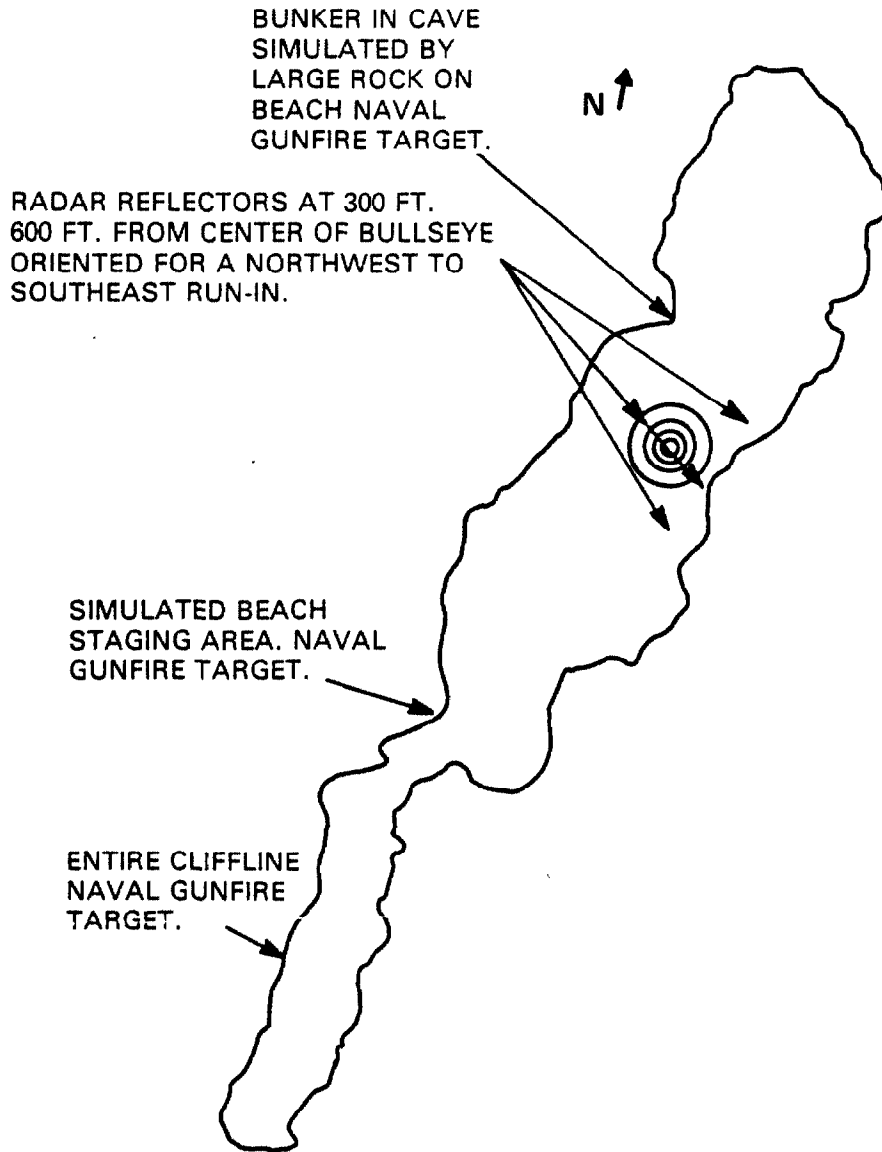 BUNKER IN CAVE
SIMULATED BY
LARGE ROCK ON
BEACH NAVAL
GUNFIRE TARGET.
N
RADAR REFLECTORS AT 300 FT.
600 FT. FROM CENTER OF BULLSEYE
ORIENTED FOR A NORTHWEST TO
SOUTHEAST RUN-IN.
SIMULATED BEACH
STAGING AREA. NAVAL
GUNFIRE TARGET.
ENTIRE CLIFFLINE
NAVAL GUNFIRE
TARGET.